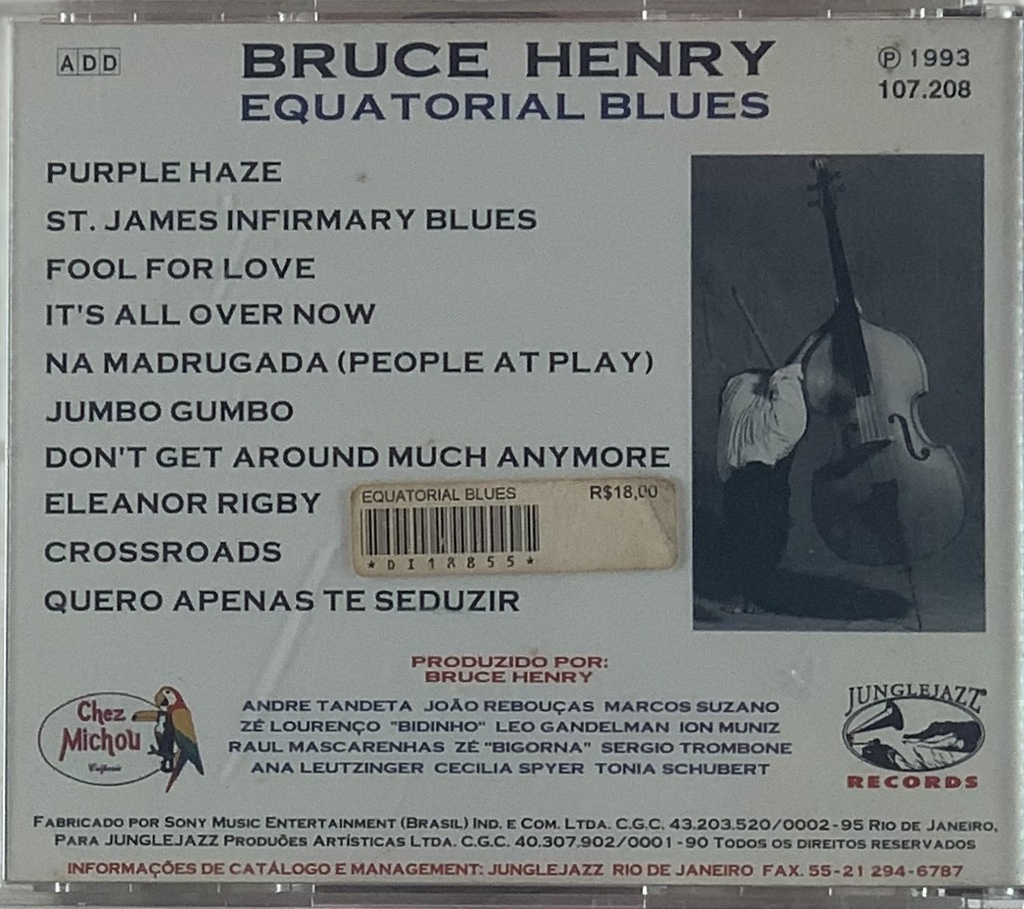 ADD
BRUCE HENRY
EQUATORIAL BLUES
℗ 1993
107.208
PURPLE HAZE
ST. JAMES INFIRMARY BLUES
FOOL FOR LOVE
IT'S ALL OVER NOW
NA MADRUGADA (PEOPLE AT PLAY)
JUMBO GUMBO
DON'T GET AROUND MUCH ANYMORE
ELEANOR RIGBY
EQUATORIAL BLUES R$18,00
*DI18855*
CROSSROADS
QUERO APENAS TE SEDUZIR
PRODUZIDO POR:
BRUCE HENRY
Chez
Michou
ANDRE TANDETA JOÃO REBOUÇAS MARCOS SUZANO
ZÉ LOURENÇO "BIDINHO" LEO GANDELMAN ION MUNIZ
RAUL MASCARENHAS ZÉ "BIGORNA" SERGIO TROMBONE
ANA LEUTZINGER CECILIA SPYER TONIA SCHUBERT
JUNGLEJAZZ
RECORDS
FABRICADO POR SONY MUSIC ENTERTAINMENT (BRASIL) IND. E COM. LTDA. C.G.C. 43.203.520/0002-95 RIO DE JANEIRO,
PARA JUNGLEJAZZ PRODUÕES ARTÍSTICAS LTDA. C.G.C. 40.307.902/0001-90 TODOS OS DIREITOS RESERVADOS
INFORMAÇÕES DE CATÁLOGO E MANAGEMENT: JUNGLEJAZZ RIO DE JANEIRO FAX. 55-21 294-6787